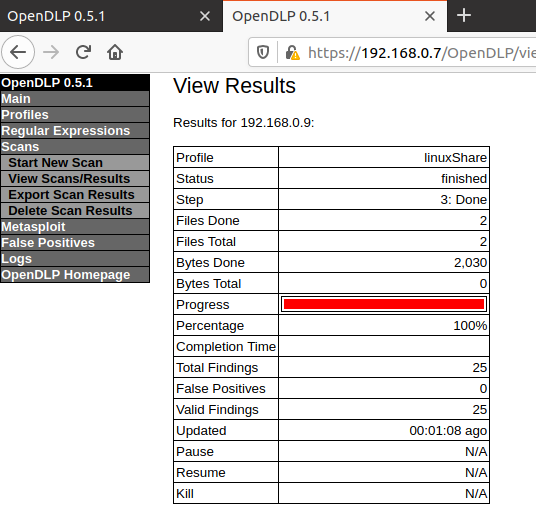 OpenDLP 0.5.1
OpenDLP 0.5.1
https://192.168.0.7/OpenDLP/vie
OpenDLP 0.5.1
Main
Profiles
Regular Expressions
Scans
Start New Scan
View Scans/Results
Export Scan Results
Delete Scan Results
Metasploit
False Positives
Logs
OpenDLP Homepage
View Results
Results for 192.168.0.9:
Profile linuxShare
Status finished
Step 3: Done
Files Done 2
Files Total 2
Bytes Done 2,030
Bytes Total 0
Progress
Percentage 100%
Completion Time
Total Findings 25
False Positives 0
Valid Findings 25
Updated 00:01:08 ago
Pause N/A
Resume N/A
Kill N/A